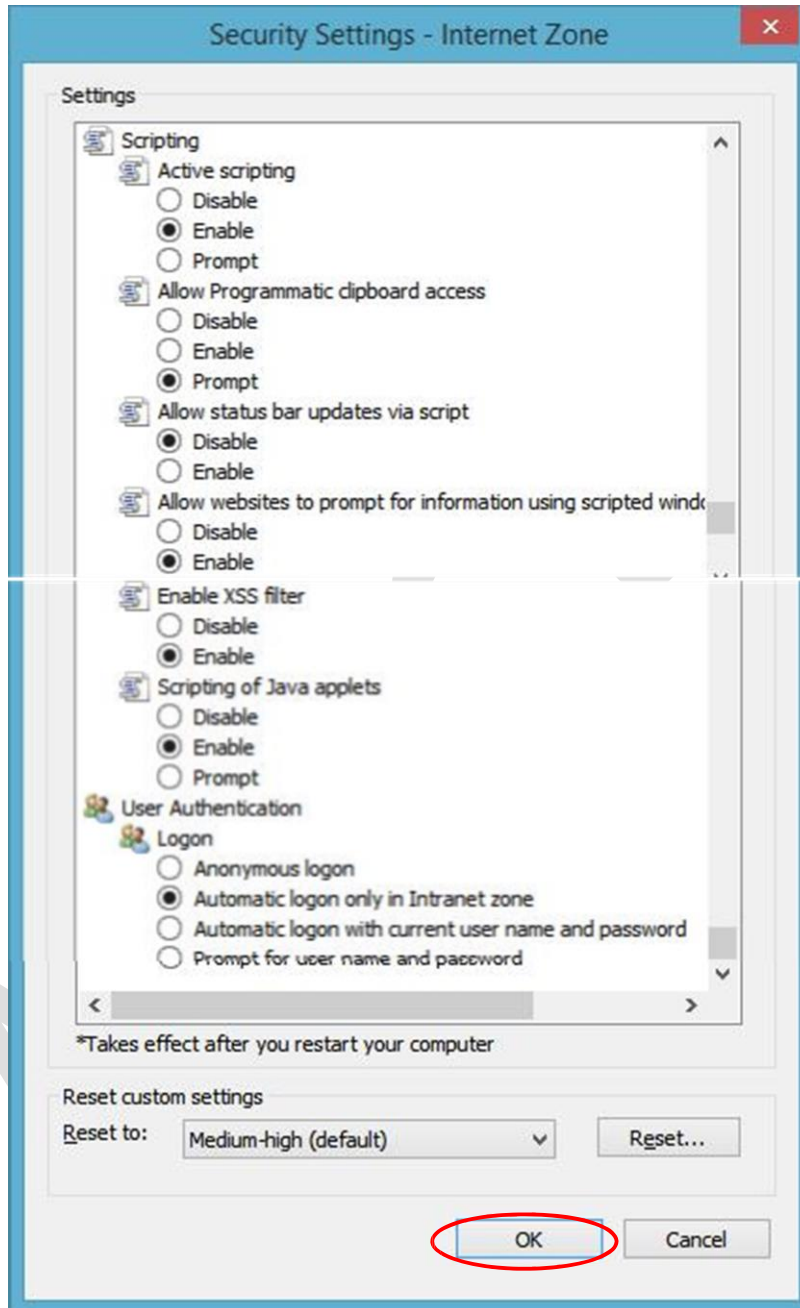 Security Settings - Internet Zone
Settings
Scripting
Active scripting
Disable
Enable
Prompt
Allow Programmatic clipboard access
Disable
Enable
Prompt
Allow status bar updates via script
Disable
Enable
Allow websites to prompt for information using scripted windo
Disable
Enable
Enable XSS filter
Disable
Enable
Scripting of Java applets
Disable
Enable
Prompt
User Authentication
Logon
Anonymous logon
Automatic logon only in Intranet zone
Automatic logon with current user name and password
Prompt for user name and password
*Takes effect after you restart your computer
Reset custom settings
Reset to: Medium-high (default) Reset...
OK Cancel